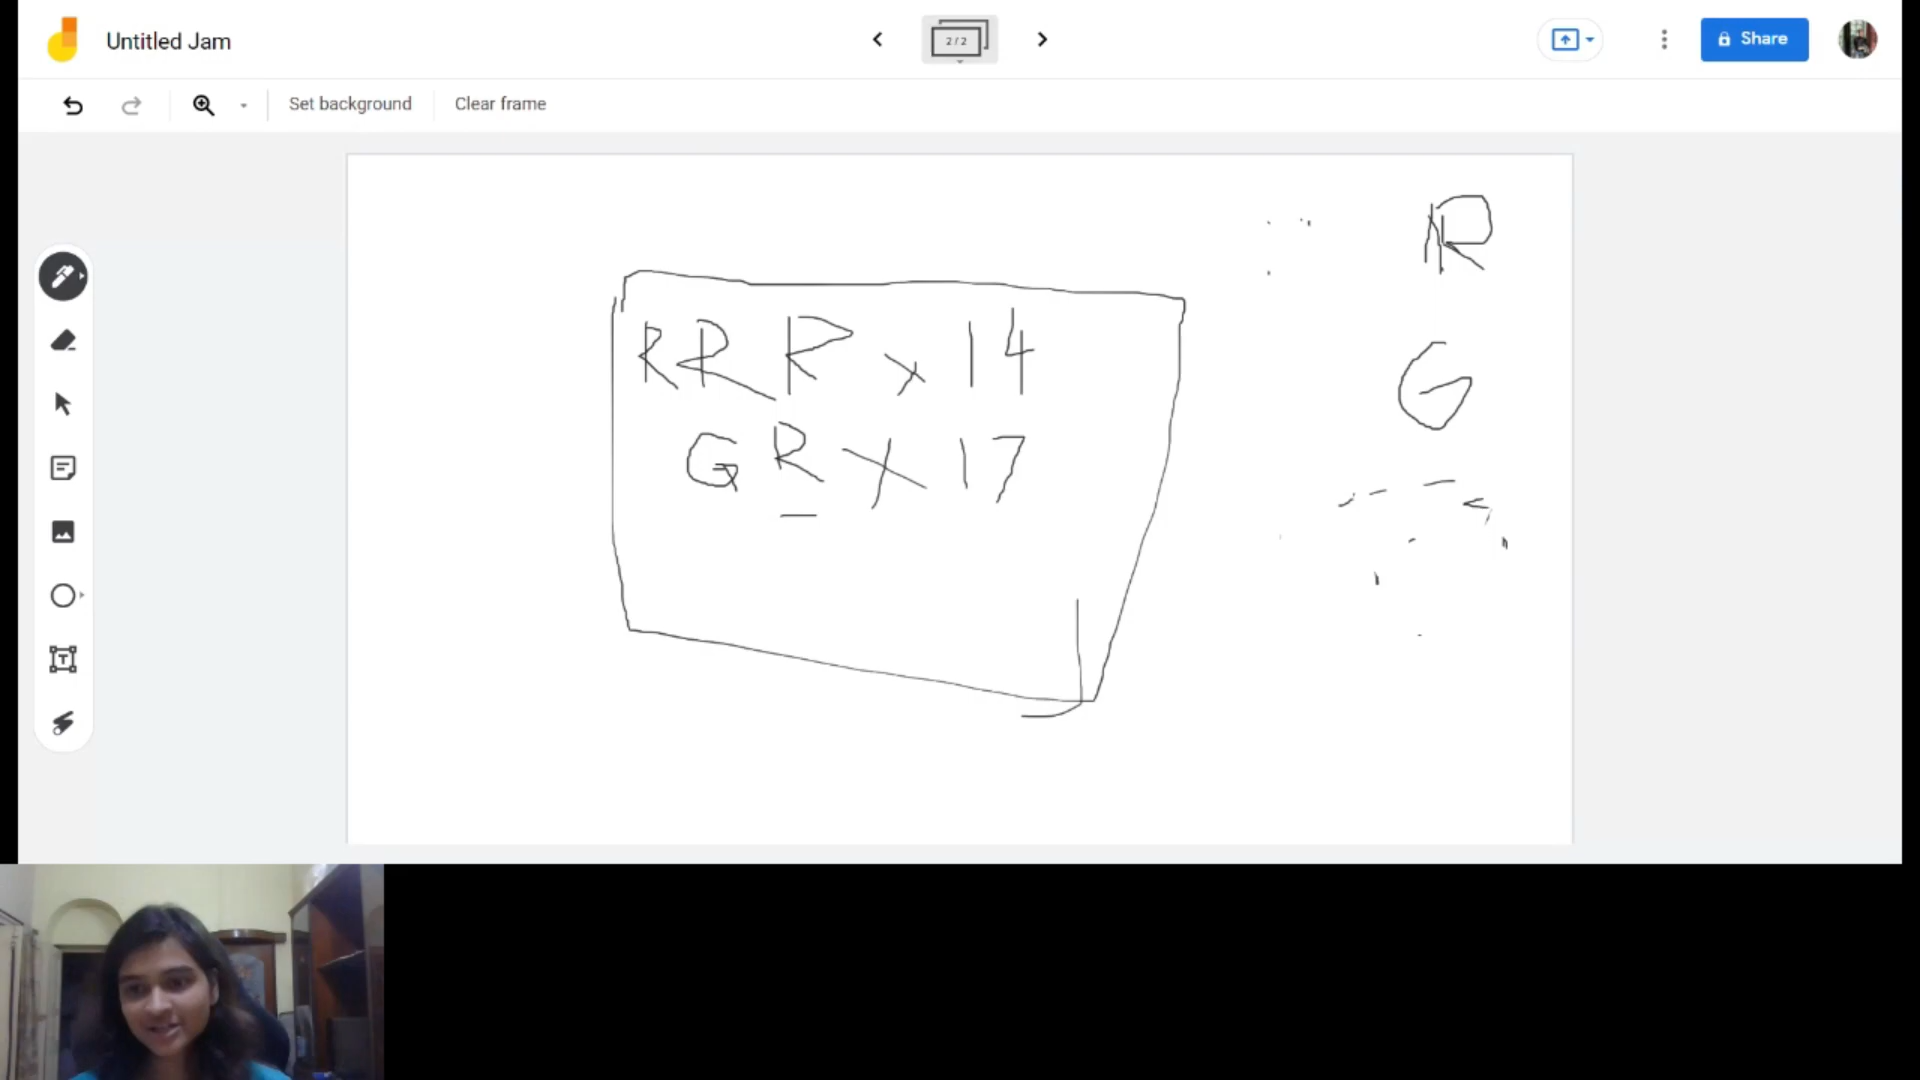 Untitled Jam
2 / 2
Share
Set background
Clear frame
R
RRR x 14
G
GR x 17